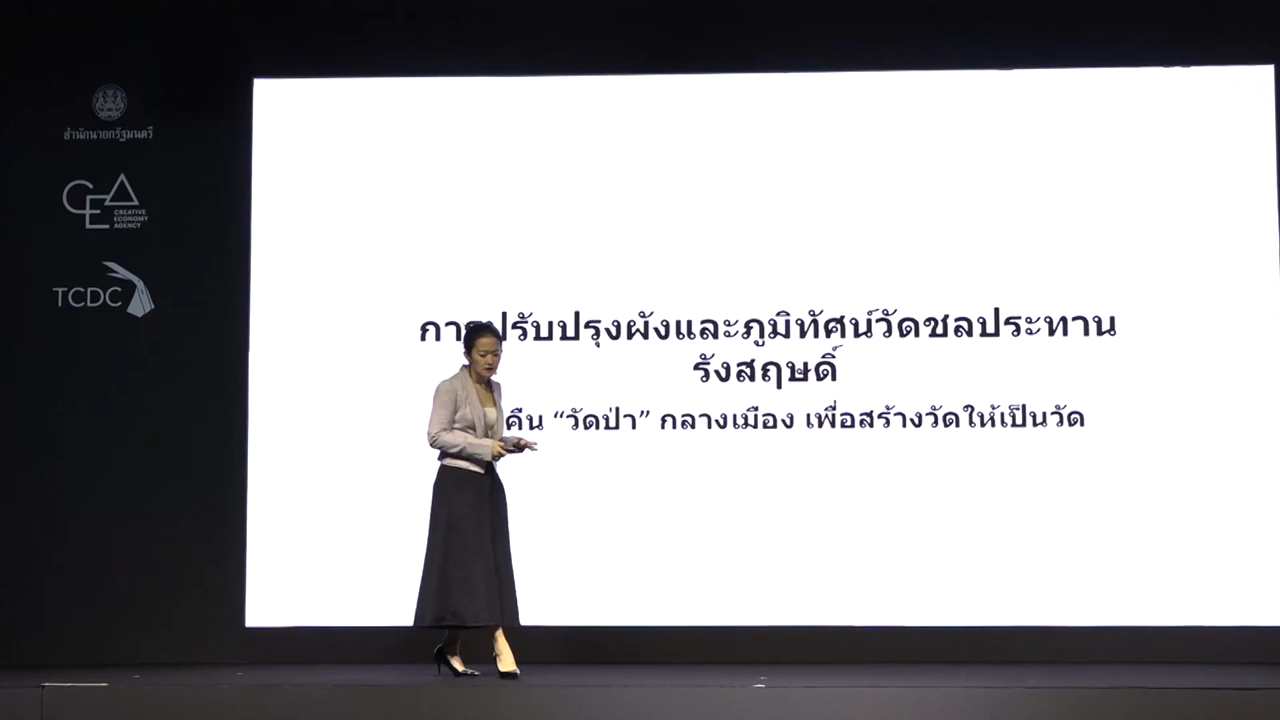 สำนักนายกรัฐมนตรี
CEA
CREATIVE
ECONOMY
AGENCY
TCDC
การปรับปรุงผังและภูมิทัศน์วัดชลประทาน
รังสฤษดิ์
คืน “วัดป่า” กลางเมือง เพื่อสร้างวัดให้เป็นวัด